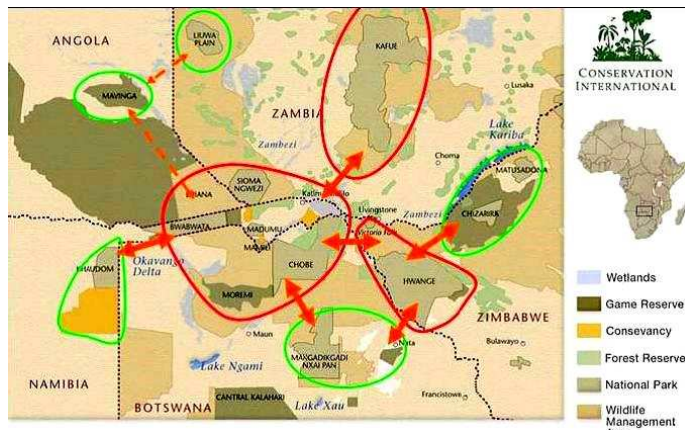 ANGOLA
LIUWA
PLAIN
KAFUE
MAVINGA
Lusaka
ZAMBIA
Lake
Kariba
Zambezi
Choma
MATUSADONA
SIOMA
NGWEZI
Livingstone
Zambezi
CHIZARIRA
BWABWATA
MADUMU
Victoria Falls
KHAUDOM
Okavango
Delta
CHOBE
HWANGE
MOREMI
ZIMBABWE
Maun
Nata
Bulawayo
Lake Ngami
MAKGADIKGADI
NXAI PAN
NAMIBIA
Francistown
BOTSWANA
CENTRAL KALAHARI
Lake Xau
CONSERVATION
INTERNATIONAL
Wetlands
Game Reserve
Consevancy
Forest Reserve
National Park
Wildlife
Management